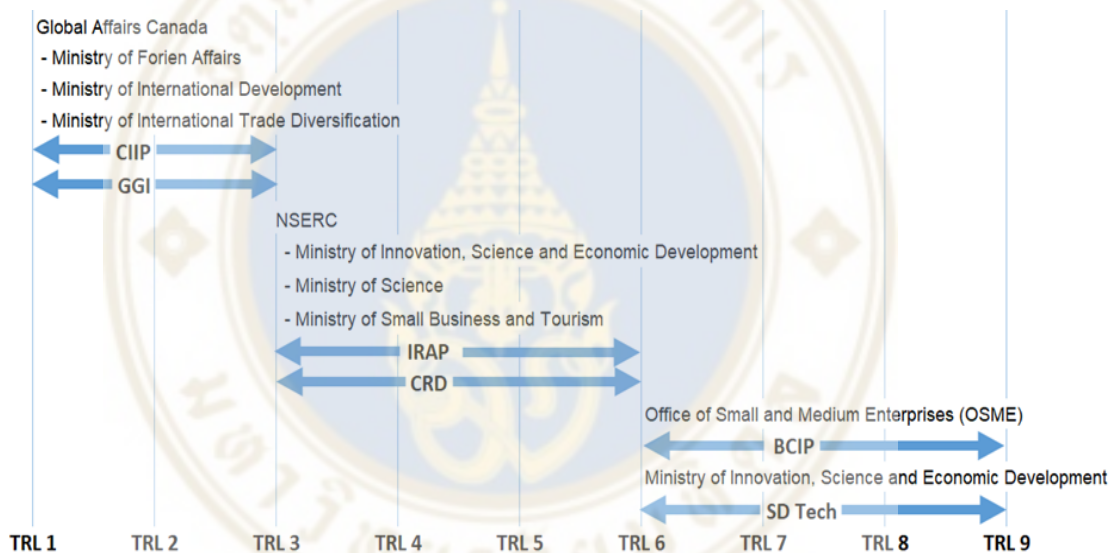 Global Affairs Canada
- Ministry of Forien Affairs
- Ministry of International Development
- Ministry of International Trade Diversification
CIIP
GGI
NSERC
- Ministry of Innovation, Science and Economic Development
- Ministry of Science
- Ministry of Small Business and Tourism
IRAP
CRD
Office of Small and Medium Enterprises (OSME)
BCIP
Ministry of Innovation, Science and Economic Development
SD Tech
TRL 1 TRL 2 TRL 3 TRL 4 TRL 5 TRL 6 TRL 7 TRL 8 TRL 9